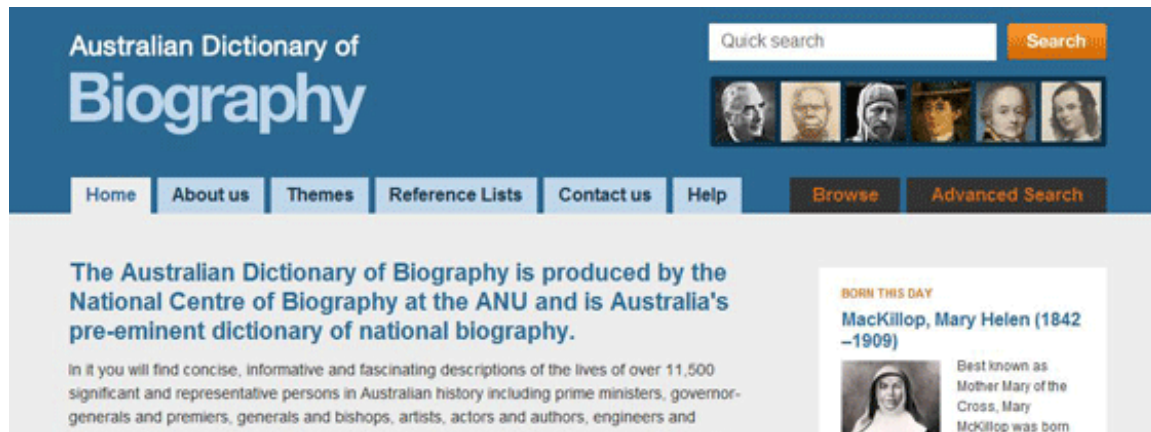 Australian Dictionary of
Biography
Quick search
Search
Home
About us
Themes
Reference Lists
Contact us
Help
Browse
Advanced Search
The Australian Dictionary of Biography is produced by the
National Centre of Biography at the ANU and is Australia's
pre-eminent dictionary of national biography.
In it you will find concise, informative and fascinating descriptions of the lives of over 11,500
significant and representative persons in Australian history including prime ministers, governor-
generals and premiers, generals and bishops, artists, actors and authors, engineers and
BORN THIS DAY
MacKillop, Mary Helen (1842
–1909)
Best known as
Mother Mary of the
Cross, Mary
McKillop was born